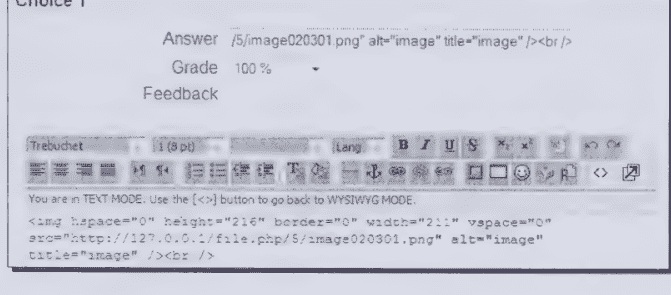 Choice 1
Answer /5/image020301.png" alt="image" title="image" /><br />
Grade 100 %
Feedback
Trebuchet 1 (8 pt) Lang B I U S
You are in TEXT MODE. Use the [<>] button to go back to WYSIWYG MODE.
<img hspace="0" height="216" border="0" width="211" vspace="0"
src="http://127.0.0.1/file.php/5/image020301.png" alt="image"
title="image" /><br />